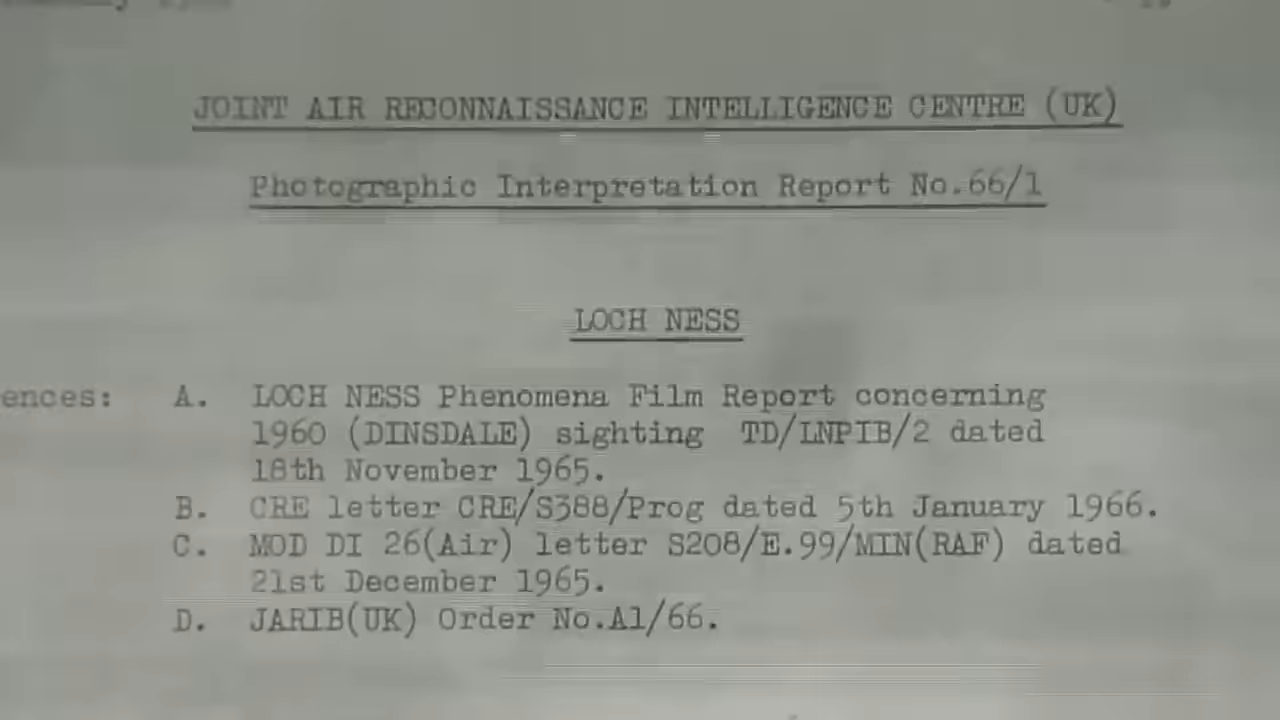 JOINT AIR RECONNAISSANCE INTELLIGENCE CENTRE (UK)
Photographic Interpretation Report No.66/1
LOCH NESS
ences: A. LOCH NESS Phenomena Film Report concerning
1960 (DINSDALE) sighting TD/LNPIB/2 dated
18th November 1965.
B. CRE letter CRE/S388/Prog dated 5th January 1966.
C. MOD DI 26(Air) letter S208/E.99/MIN(RAF) dated
21st December 1965.
D. JARIB(UK) Order No.A1/66.